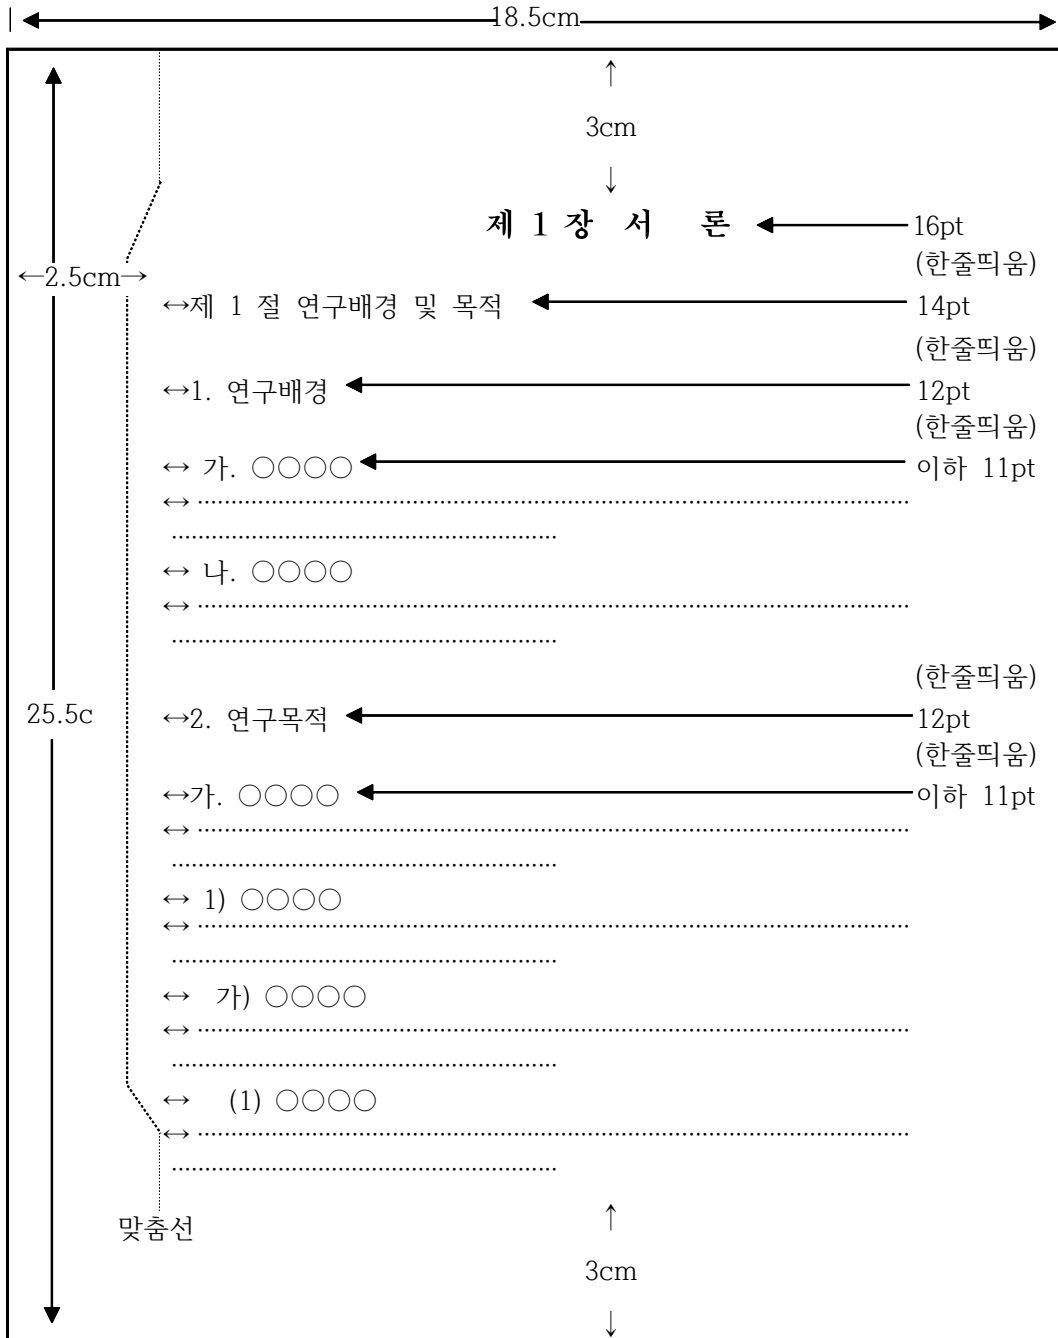 18.5cm
↑
3cm
↓
제 1 장 서 론 16pt
(한줄띄움)
←2.5cm→
↔제 1 절 연구배경 및 목적 14pt
(한줄띄움)
↔1. 연구배경 12pt
(한줄띄움)
↔ 가. ○○○○ 이하 11pt
↔ ........................................................................................................
.........................................................
↔ 나. ○○○○
↔ ........................................................................................................
.........................................................
(한줄띄움)
25.5c ↔2. 연구목적 12pt
(한줄띄움)
↔가. ○○○○ 이하 11pt
↔ ........................................................................................................
.........................................................
↔ 1) ○○○○
↔ ........................................................................................................
.........................................................
↔ 가) ○○○○
↔ ........................................................................................................
.........................................................
↔ (1) ○○○○
↔ ........................................................................................................
.........................................................
맞춤선
↑
3cm
↓